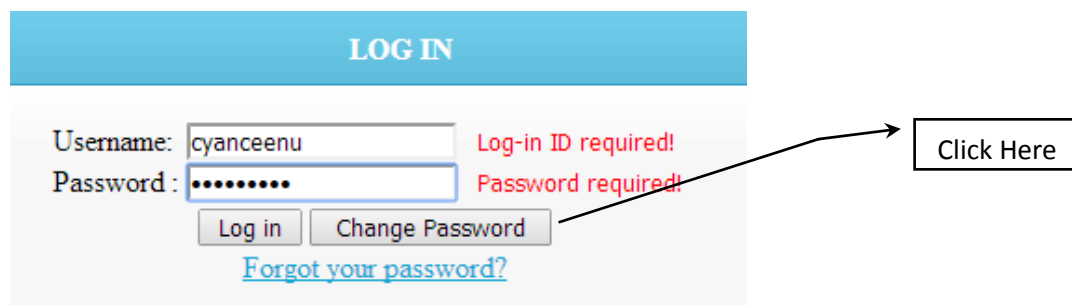 LOG IN
Username: cyanceenu Log-in ID required!
Password : ••••••••• Password required!
Log in Change Password
Forgot your password?
Click Here